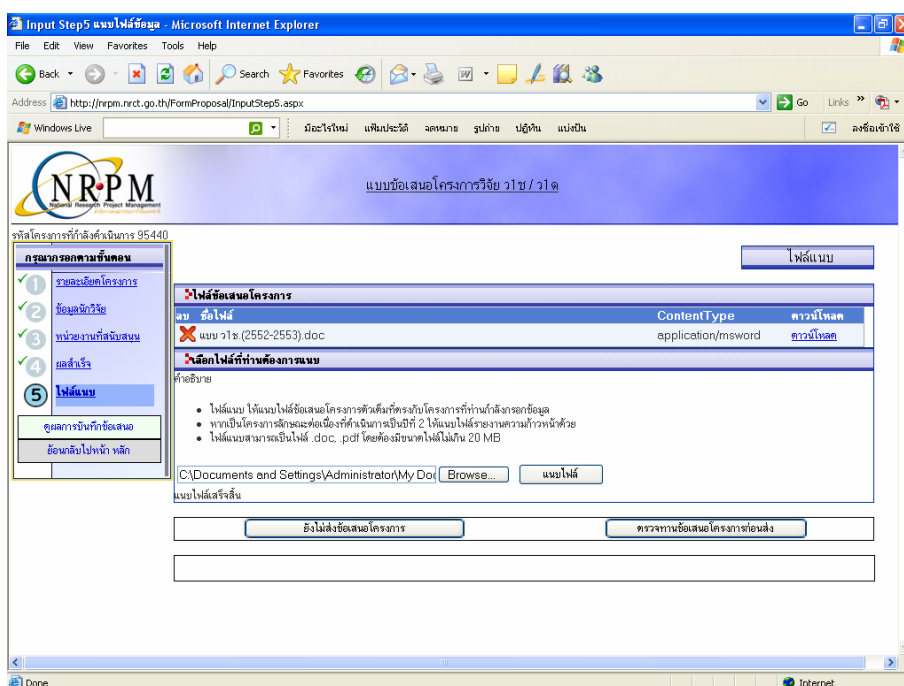 Input Step5 แนบไฟล์ข้อมูล - Microsoft Internet Explorer
File Edit View Favorites Tools Help
Back Search Favorites
Address http://nrpm.nrct.go.th/FormProposal/InputStep5.aspx Go Links
Windows Live มีอะไรใหม่ แฟ้มประวัติ จดหมาย รูปถ่าย ปฏิทิน แบ่งปัน ลงชื่อเข้าใช้
NRPM
National Research Project Management
แบบข้อเสนอโครงการวิจัย ว1ช / ว1ด
รหัสโครงการที่กำลังดำเนินการ 95440
กรุณากรอกตามขั้นตอน
1 รายละเอียดโครงการ
2 ข้อมูลนักวิจัย
3 หน่วยงานที่สนับสนุน
4 ผลสำเร็จ
5 ไฟล์แนบ
ดูผลการบันทึกข้อเสนอ
ย้อนกลับไปหน้า หลัก
ไฟล์แนบ
ไฟล์ข้อเสนอโครงการ
ลบ ชื่อไฟล์ ContentType ดาวน์โหลด
แบบ ว1ช.(2552-2553).doc application/msword ดาวน์โหลด
เลือกไฟล์ที่ท่านต้องการแนบ
คำอธิบาย
• ไฟล์แนบ ให้แนบไฟล์ข้อเสนอโครงการตัวเต็มที่ตรงกับโครงการที่ท่านกำลังกรอกข้อมูล
• หากเป็นโครงการลักษณะต่อเนื่องที่ดำเนินการเป็นปีที่ 2 ให้แนบไฟล์รายงานความก้าวหน้าด้วย
• ไฟล์แนบสามารถเป็นไฟล์ .doc, .pdf โดยต้องมีขนาดไฟล์ไม่เกิน 20 MB
C:\Documents and Settings\Administrator\My Doc Browse... แนบไฟล์
แนบไฟล์เสร็จสิ้น
ยังไม่ส่งข้อเสนอโครงการ ตรวจทานข้อเสนอโครงการก่อนส่ง
Done Internet